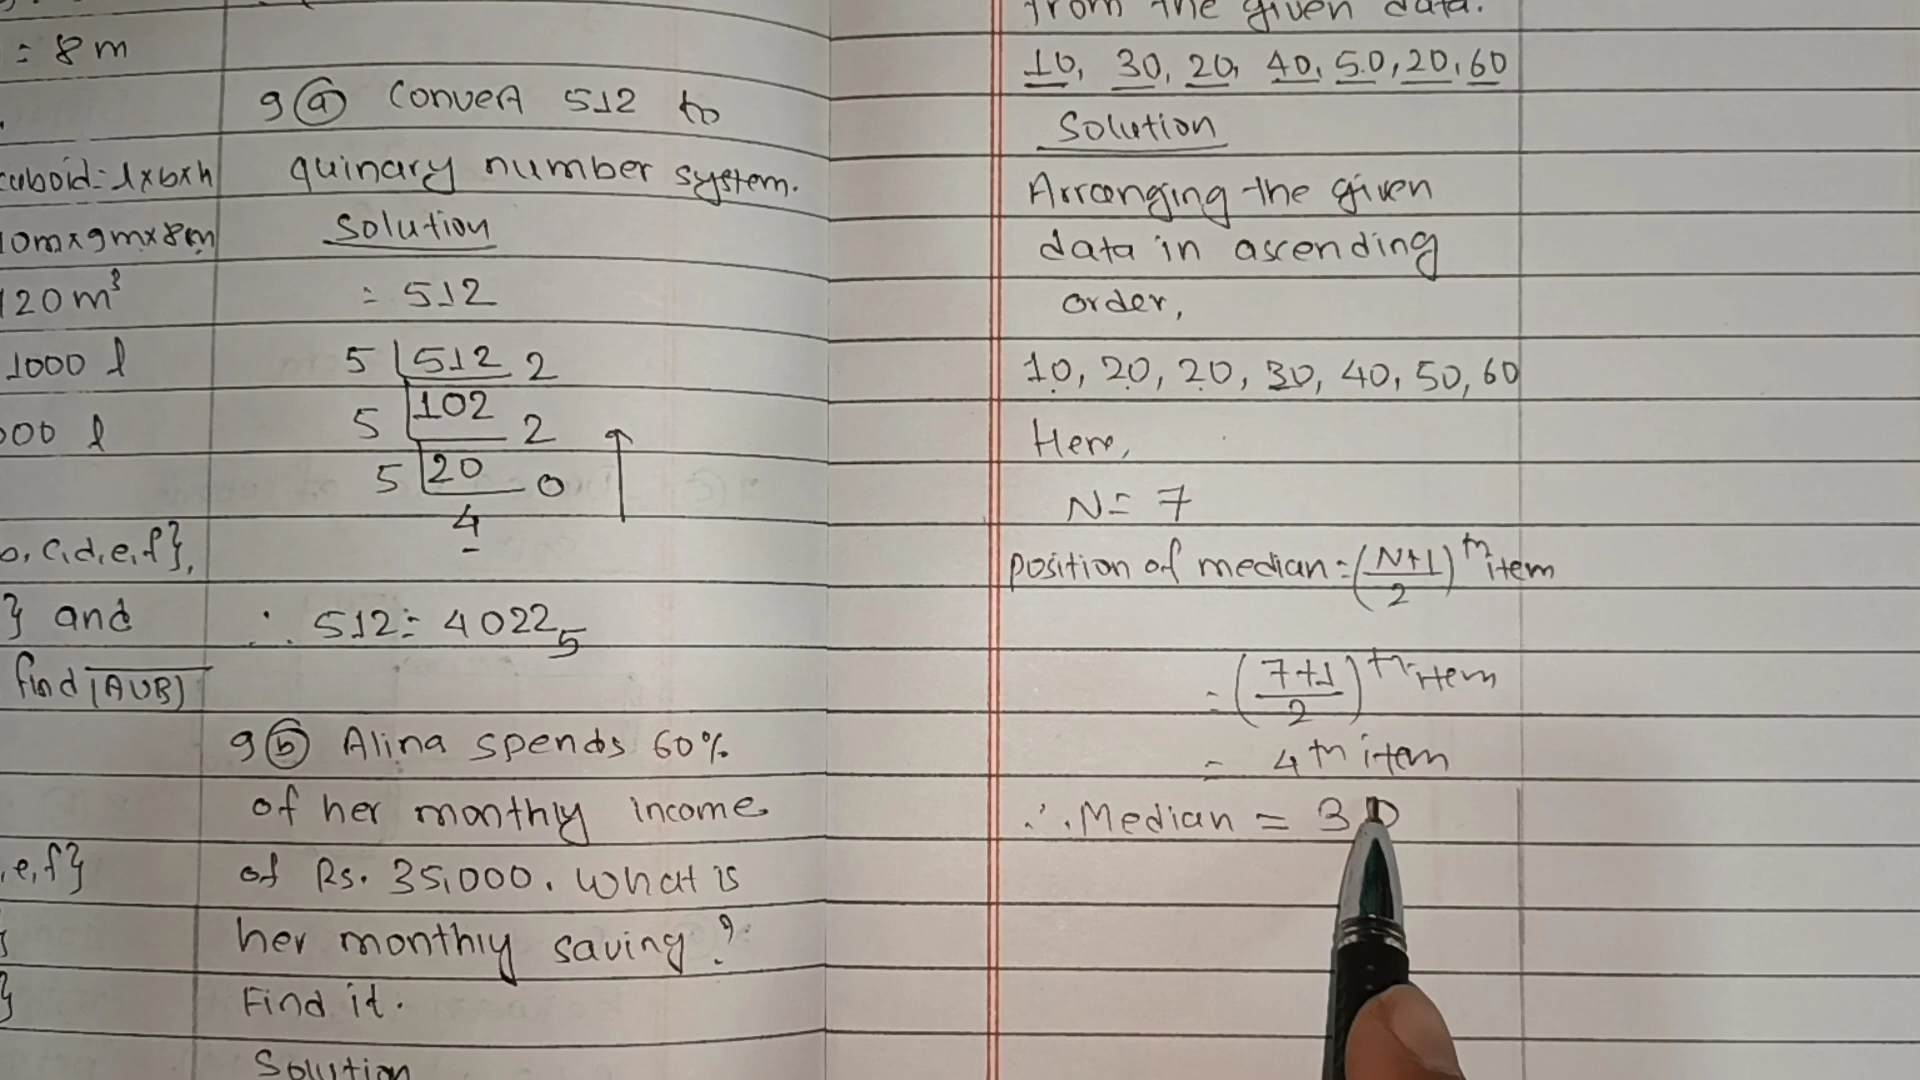 = 8m
cuboid = l×b×h
10m×9m×8m
120m³
1000 l
000 l
b, c, d, e, f},
} and
find (A∪B)
, e, f}
}
}
9 (a) Convert 512 to
quinary number system.
Solution
= 512
5 | 512 2
5 | 102 2
5 | 20 0
4
∴ 512 = 4022₅
9 (b) Alina spends 60%
of her monthly income
of Rs. 35,000. What is
her monthly saving?
Find it.
Solution
from the given data.
10, 30, 20, 40, 50, 20, 60
Solution
Arranging the given
data in ascending
order,
10, 20, 20, 30, 40, 50, 60
Here,
N = 7
position of median = (N+1/2)th item
= (7+1/2)th item
= 4th item
∴ Median = 30